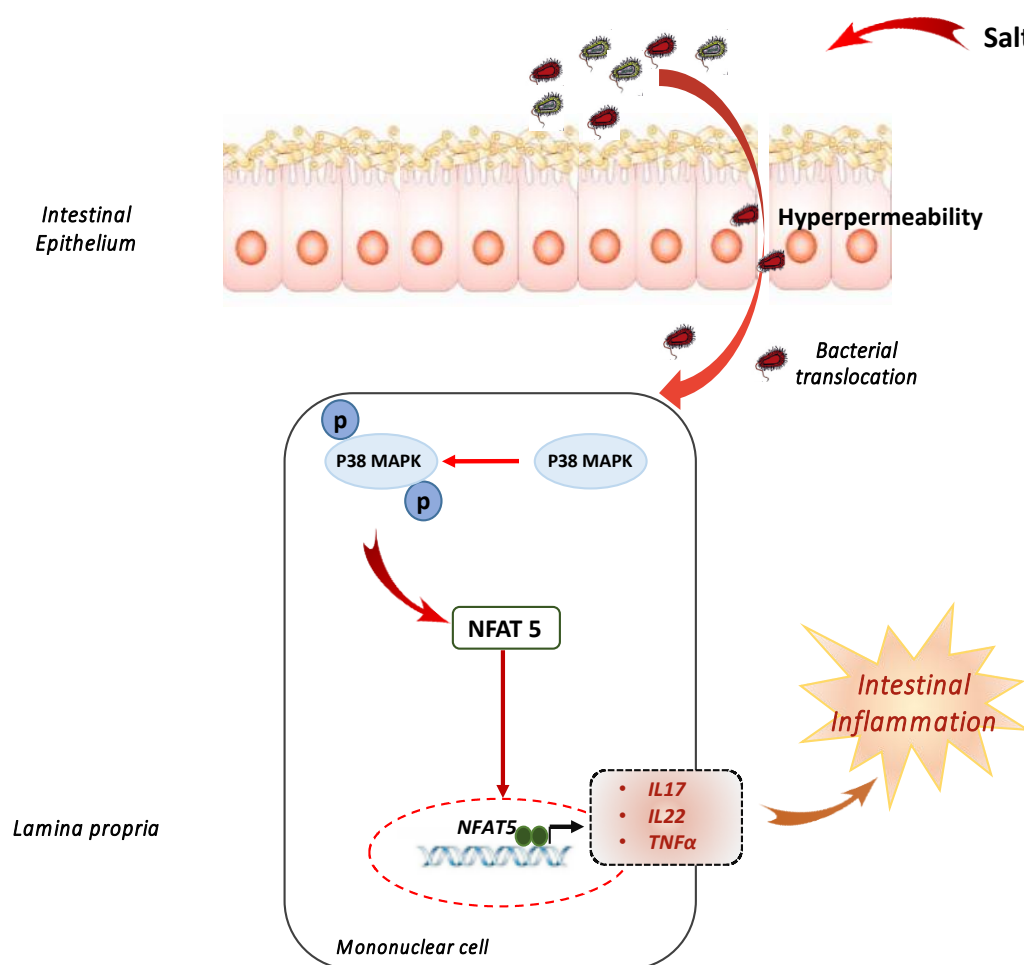 Salt
Intestinal
Epithelium
Hyperpermeability
Bacterial
translocation
p
P38 MAPK
P38 MAPK
p
NFAT 5
Intestinal
Inflammation
• IL17
• IL22
• TNFα
NFAT5
Lamina propria
Mononuclear cell